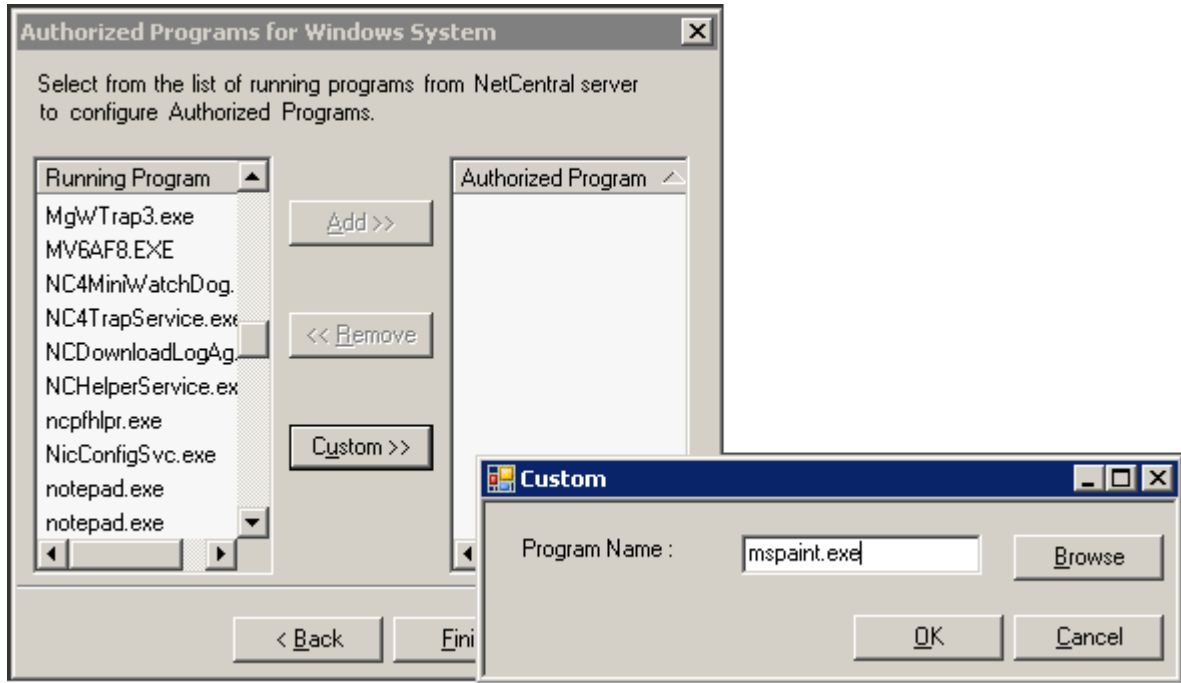 Authorized Programs for Windows System
Select from the list of running programs from NetCentral server
to configure Authorized Programs.
Running Program
MgWTrap3.exe
MV6AF8.EXE
NC4MiniWatchDog.
NC4TrapService.exe
NCDownloadLogAg.
NCHelperService.ex
ncpfhlpr.exe
NicConfigSvc.exe
notepad.exe
notepad.exe
Add >>
<< Remove
Custom >>
Authorized Program
< Back
Fini
Custom
Program Name :
mspaint.exe
Browse
OK
Cancel